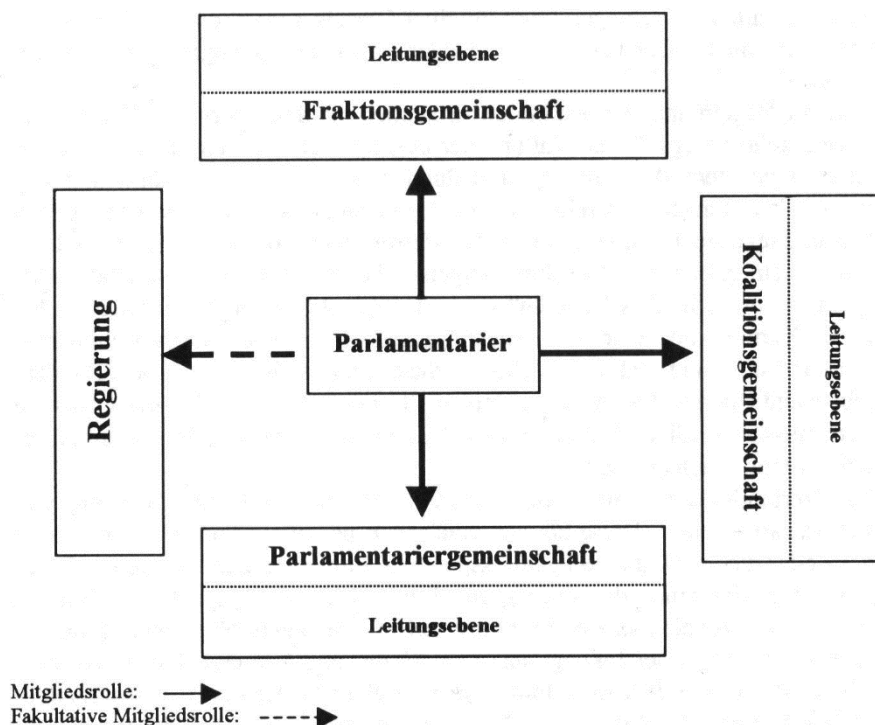 Leitungsebene
Fraktionsgemeinschaft
Regierung
Parlamentarier
Koalitionsgemeinschaft
Leitungsebene
Parlamentariergemeinschaft
Leitungsebene
Mitgliedsrolle:
Fakultative Mitgliedsrolle: